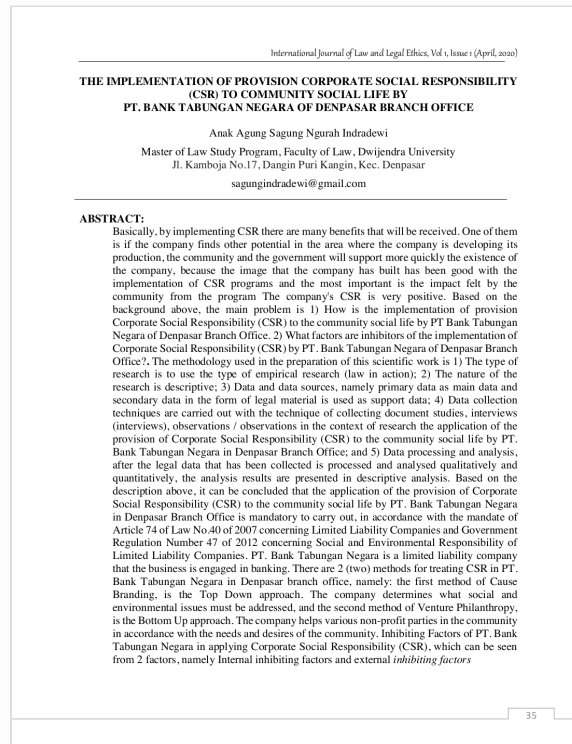 International Journal of Law and Legal Ethics, Vol 1, Issue 1 (April, 2020)
THE IMPLEMENTATION OF PROVISION CORPORATE SOCIAL RESPONSIBILITY
(CSR) TO COMMUNITY SOCIAL LIFE BY
PT. BANK TABUNGAN NEGARA OF DENPASAR BRANCH OFFICE
Anak Agung Sagung Ngurah Indradewi
Master of Law Study Program, Faculty of Law, Dwijendra University
Jl. Kamboja No.17, Dangin Puri Kangin, Kec. Denpasar
sagungindradewi@gmail.com
ABSTRACT:
Basically, by implementing CSR there are many benefits that will be received. One of them
is if the company finds other potential in the area where the company is developing its
production, the community and the government will support more quickly the existence of
the company, because the image that the company has built has been good with the
implementation of CSR programs and the most important is the impact felt by the
community from the program The company's CSR is very positive. Based on the
background above, the main problem is 1) How is the implementation of provision
Corporate Social Responsibility (CSR) to the community social life by PT Bank Tabungan
Negara of Denpasar Branch Office. 2) What factors are inhibitors of the implementation of
Corporate Social Responsibility (CSR) by PT. Bank Tabungan Negara of Denpasar Branch
Office?. The methodology used in the preparation of this scientific work is 1) The type of
research is to use the type of empirical research (law in action); 2) The nature of the
research is descriptive; 3) Data and data sources, namely primary data as main data and
secondary data in the form of legal material is used as support data; 4) Data collection
techniques are carried out with the technique of collecting document studies, interviews
(interviews), observations / observations in the context of research the application of the
provision of Corporate Social Responsibility (CSR) to the community social life by PT.
Bank Tabungan Negara in Denpasar Branch Office; and 5) Data processing and analysis,
after the legal data that has been collected is processed and analysed qualitatively and
quantitatively, the analysis results are presented in descriptive analysis. Based on the
description above, it can be concluded that the application of the provision of Corporate
Social Responsibility (CSR) to the community social life by PT. Bank Tabungan Negara
in Denpasar Branch Office is mandatory to carry out, in accordance with the mandate of
Article 74 of Law No.40 of 2007 concerning Limited Liability Companies and Government
Regulation Number 47 of 2012 concerning Social and Environmental Responsibility of
Limited Liability Companies. PT. Bank Tabungan Negara is a limited liability company
that the business is engaged in banking. There are 2 (two) methods for treating CSR in PT.
Bank Tabungan Negara in Denpasar branch office, namely: the first method of Cause
Branding, is the Top Down approach. The company determines what social and
environmental issues must be addressed, and the second method of Venture Philanthropy,
is the Bottom Up approach. The company helps various non-profit parties in the community
in accordance with the needs and desires of the community. Inhibiting Factors of PT. Bank
Tabungan Negara in applying Corporate Social Responsibility (CSR), which can be seen
from 2 factors, namely Internal inhibiting factors and external inhibiting factors
35